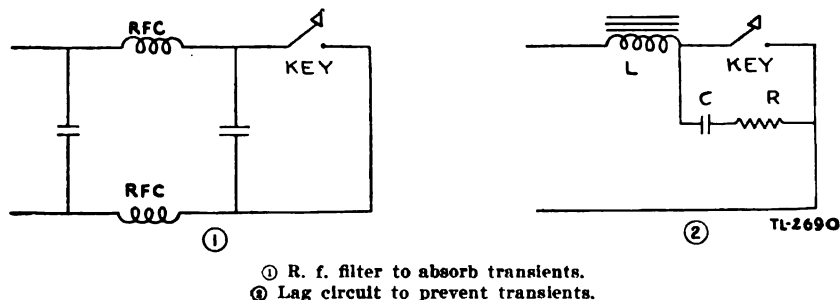 RFC
KEY
RFC
①
L
KEY
C
R
②
TL-2690
① R. f. filter to absorb transients.
② Lag circuit to prevent transients.